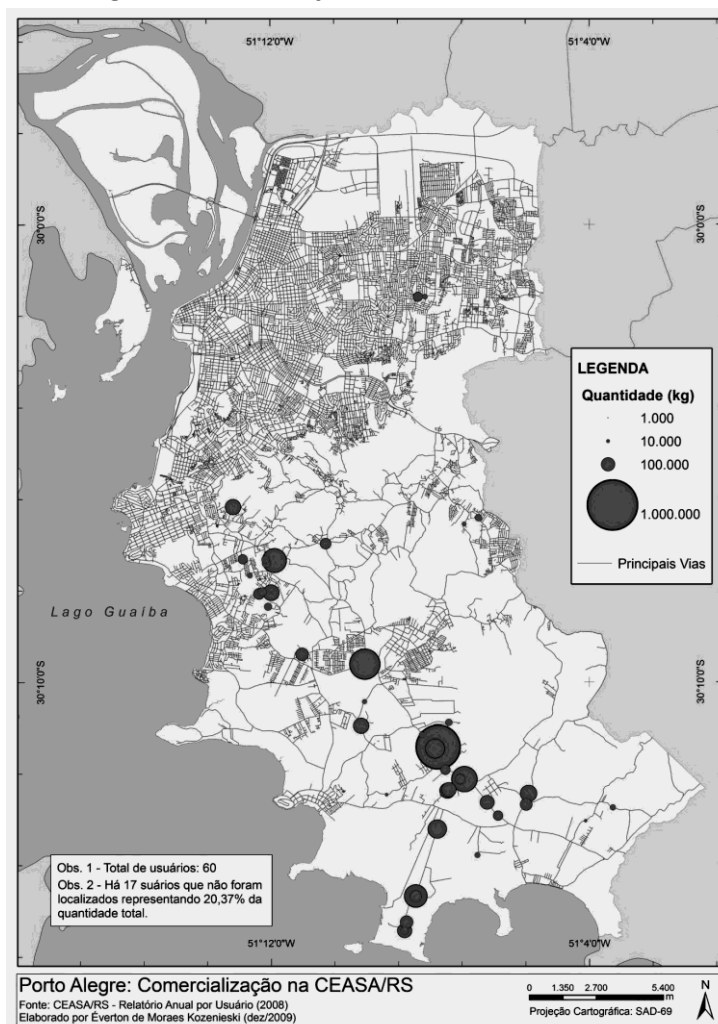 51°12'0"W
51°4'0"W
30°0'0"S
30°0'0"S
LEGENDA
Quantidade (kg)
1.000
10.000
100.000
1.000.000
Principais Vias
Lago Guaíba
30°10'0"S
30°10'0"S
Obs. 1 - Total de usuários: 60
Obs. 2 - Há 17 suários que não foram
localizados representando 20,37% da
quantidade total.
51°12'0"W
51°4'0"W
Porto Alegre: Comercialização na CEASA/RS
Fonte: CEASA/RS - Relatório Anual por Usuário (2008)
Elaborado por Éverton de Moraes Kozenieski (dez/2009)
0 1.350 2.700 5.400
m
Projeção Cartográfica: SAD-69
N